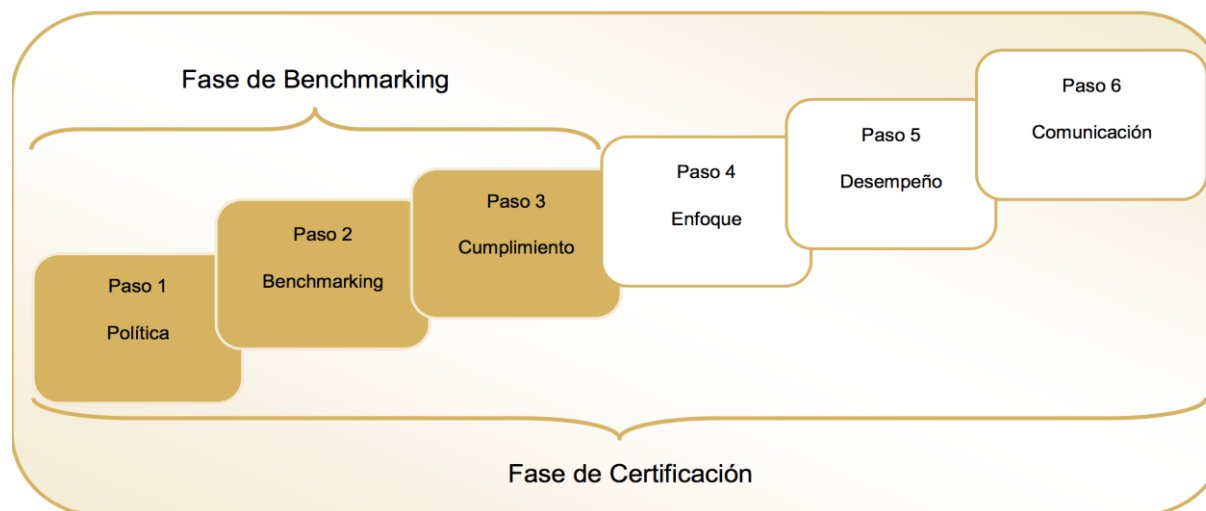 Fase de Benchmarking
Paso 1
Política
Paso 2
Benchmarking
Paso 3
Cumplimiento
Paso 4
Enfoque
Paso 5
Desempeño
Paso 6
Comunicación
Fase de Certificación